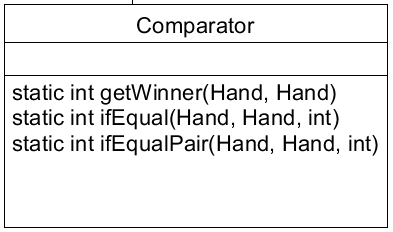 Comparator
static int getWinner(Hand, Hand)
static int ifEqual(Hand, Hand, int)
static int ifEqualPair(Hand, Hand, int)